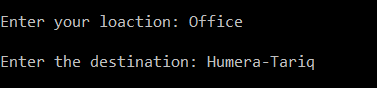 Enter your loaction: Office
Enter the destination: Humera-Tariq